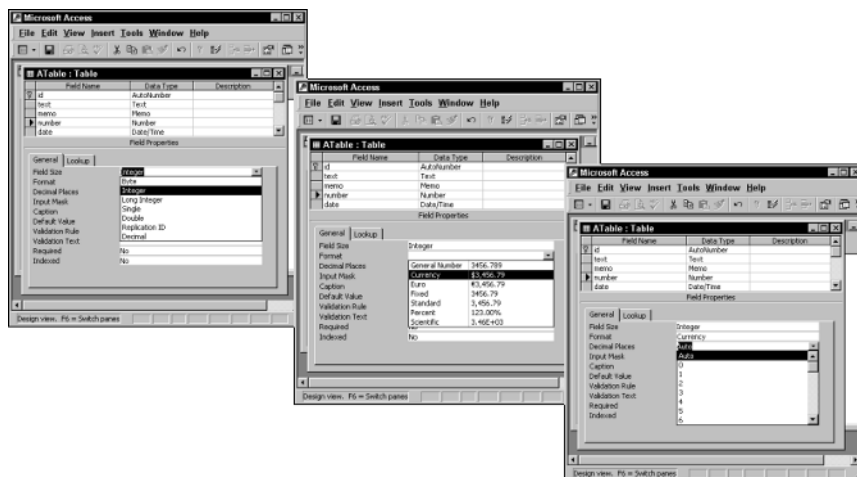 Microsoft Access
File Edit View Insert Tools Window Help
ATable : Table
Field Name Data Type Description
id AutoNumber
text Text
memo Memo
number Number
date Date/Time
Field Properties
General Lookup
Field Size Integer
Format Byte
Decimal Places Integer
Input Mask Long Integer
Caption Single
Default Value Double
Validation Rule Replication ID
Validation Text Decimal
Required No
Indexed No
Design view. F6 = Switch panes
Microsoft Access
File Edit View Insert Tools Window Help
ATable : Table
Field Name Data Type Description
id AutoNumber
text Text
memo Memo
number Number
date Date/Time
Field Properties
General Lookup
Field Size Integer
Format
Decimal Places General Number 3456.789
Input Mask Currency $3,456.79
Caption Euro €3,456.79
Default Value Fixed 3456.79
Validation Rule Standard 3,456.79
Validation Text Percent 123.00%
Required Scientific 3.46E+03
Indexed No
Design view. F6 = Switch panes
Microsoft Access
File Edit View Insert Tools Window Help
ATable : Table
Field Name Data Type Description
id AutoNumber
text Text
memo Memo
number Number
date Date/Time
Field Properties
General Lookup
Field Size Integer
Format Currency
Decimal Places Auto
Input Mask Auto
Caption 0
Default Value 1
Validation Rule 2
Validation Text 3
Required 4
Indexed 5
6
Design view. F6 = Switch panes